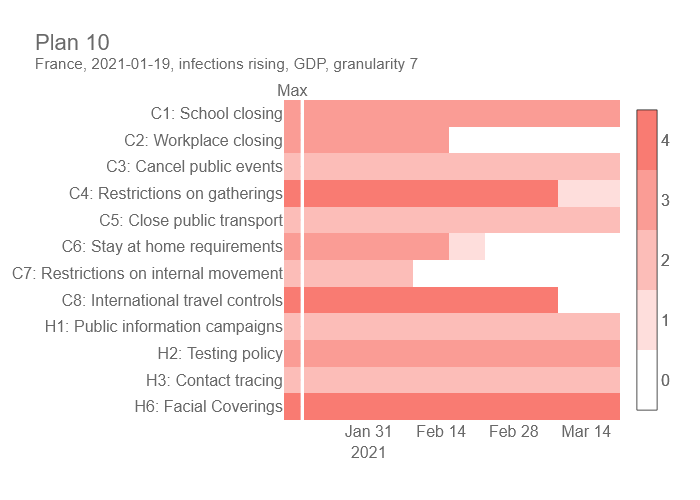 Plan 10
France, 2021-01-19, infections rising, GDP, granularity 7
Max
C1: School closing
C2: Workplace closing
C3: Cancel public events
C4: Restrictions on gatherings
C5: Close public transport
C6: Stay at home requirements
C7: Restrictions on internal movement
C8: International travel controls
H1: Public information campaigns
H2: Testing policy
H3: Contact tracing
H6: Facial Coverings
Jan 31 Feb 14 Feb 28 Mar 14
2021
4
3
2
1
0